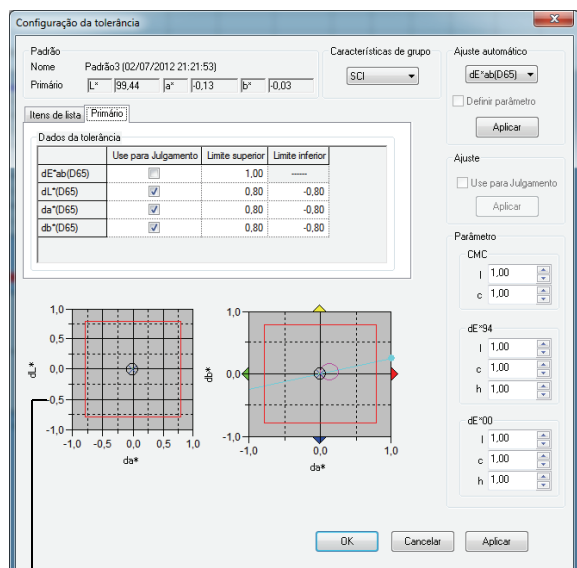 Configuração da tolerância
Padrão
Nome Padrão3 (02/07/2012 21:21:53)
Primário L* 99,44 a* -0,13 b* -0,03
Características de grupo
SCI
Ajuste automático
dE*ab(D65)
Definir parâmetro
Aplicar
Itens de lista Primário
Dados da tolerância
Use para Julgamento Limite superior Limite inferior
dE*ab(D65) 1,00 ------
dL*(D65) 0,80 -0,80
da*(D65) 0,80 -0,80
db*(D65) 0,80 -0,80
Ajuste
Use para Julgamento
Aplicar
Parâmetro
CMC
l 1,00
c 1,00
dE*94
l 1,00
c 1,00
h 1,00
dE*00
l 1,00
c 1,00
h 1,00
dL*
1,0
0,5
0,0
-0,5
-1,0
-1,0 -0,5 0,0 0,5 1,0
da*
db*
1,0
0,0
-1,0
-1,0 0,0 1,0
da*
OK Cancelar Aplicar